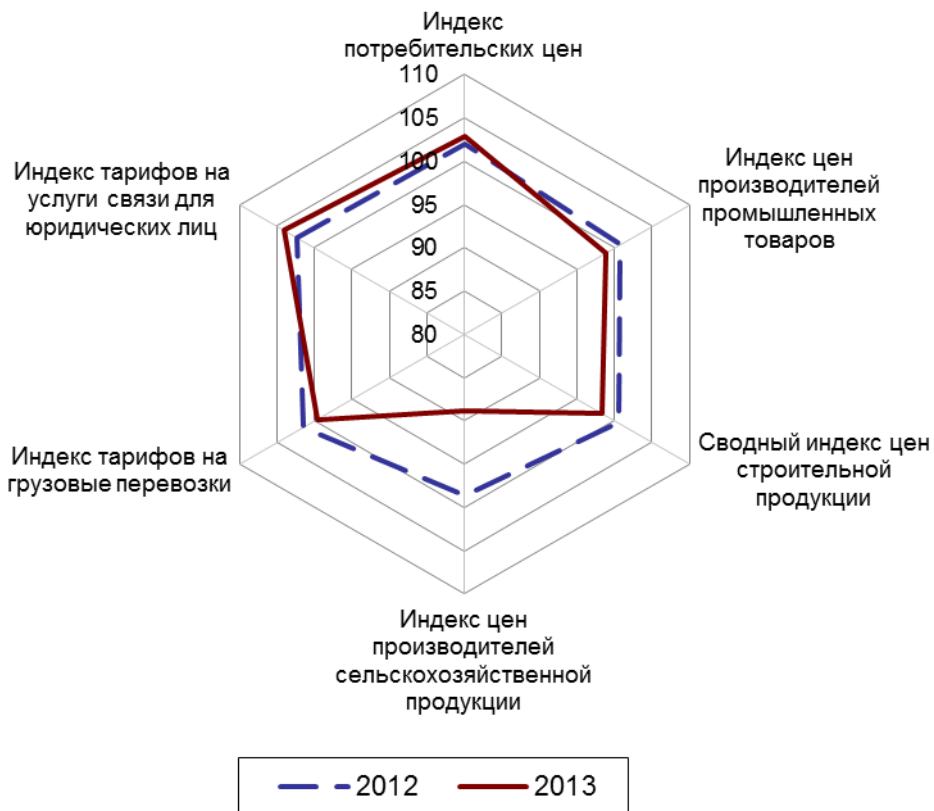 Индекс
потребительских цен
110
105
100
95
90
85
80
Индекс цен
производителей
промышленных
товаров
Сводный индекс цен
строительной
продукции
Индекс цен
производителей
сельскохозяйственной
продукции
Индекс тарифов на
грузовые перевозки
Индекс тарифов на
услуги связи для
юридических лиц
2012
2013